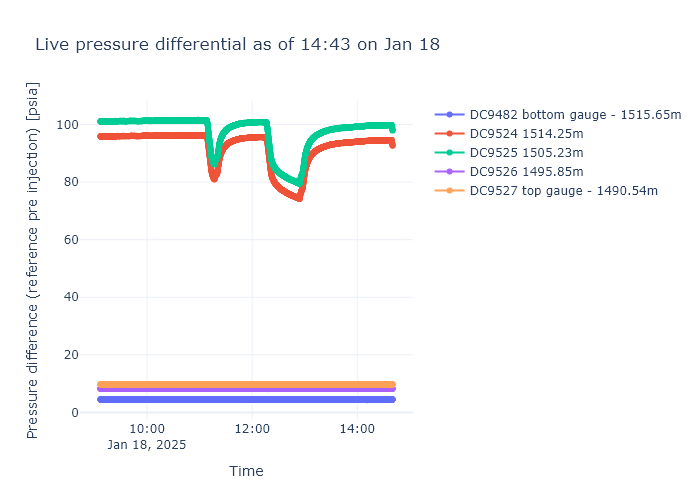 Live pressure differential as of 14:43 on Jan 18
Pressure difference (reference pre injection) [psia]
100
80
60
40
20
0
10:00
Jan 18, 2025
12:00
14:00
Time
DC9482 bottom gauge - 1515.65m
DC9524 1514.25m
DC9525 1505.23m
DC9526 1495.85m
DC9527 top gauge - 1490.54m